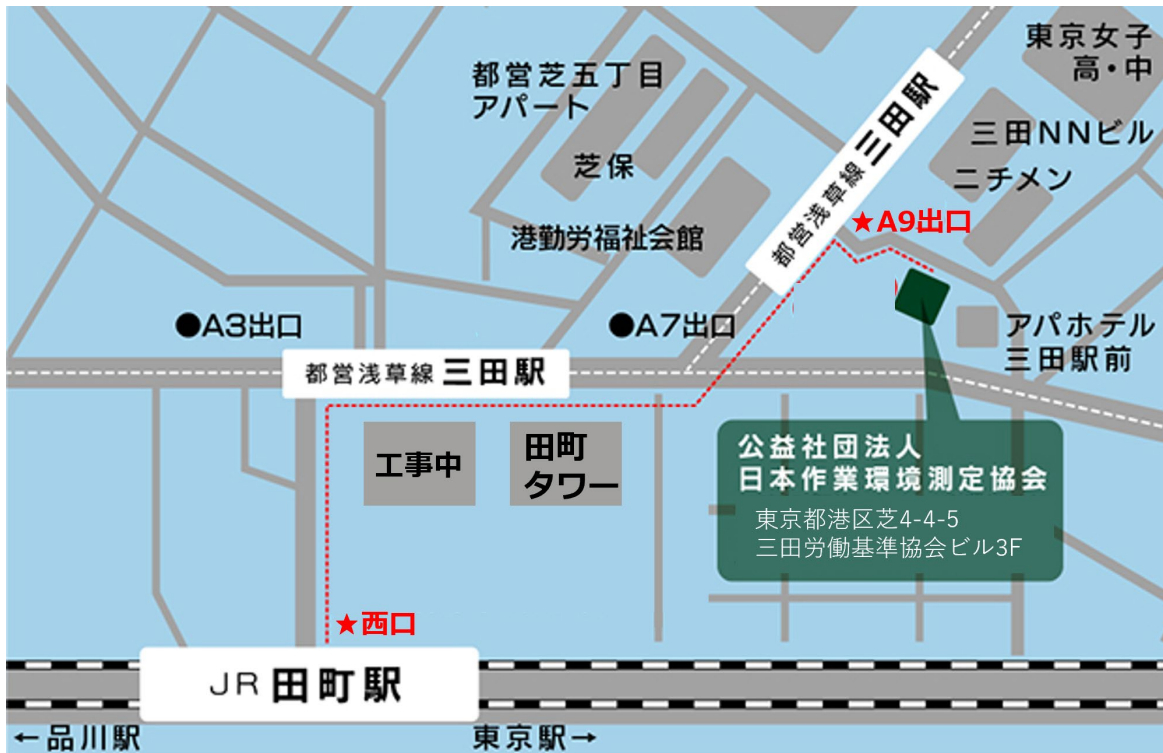 東京女子
高・中
都営芝五丁目
アパート
三田NNビル
芝保
ニチメン
都営浅草線 三田駅
★A9出口
港勤労福祉会館
●A3出口
●A7出口
アパホテル
三田駅前
都営浅草線 三田駅
工事中
田町
タワー
公益社団法人
日本作業環境測定協会
東京都港区芝4-4-5
三田労働基準協会ビル3F
★西口
JR 田町駅
←品川駅
東京駅→